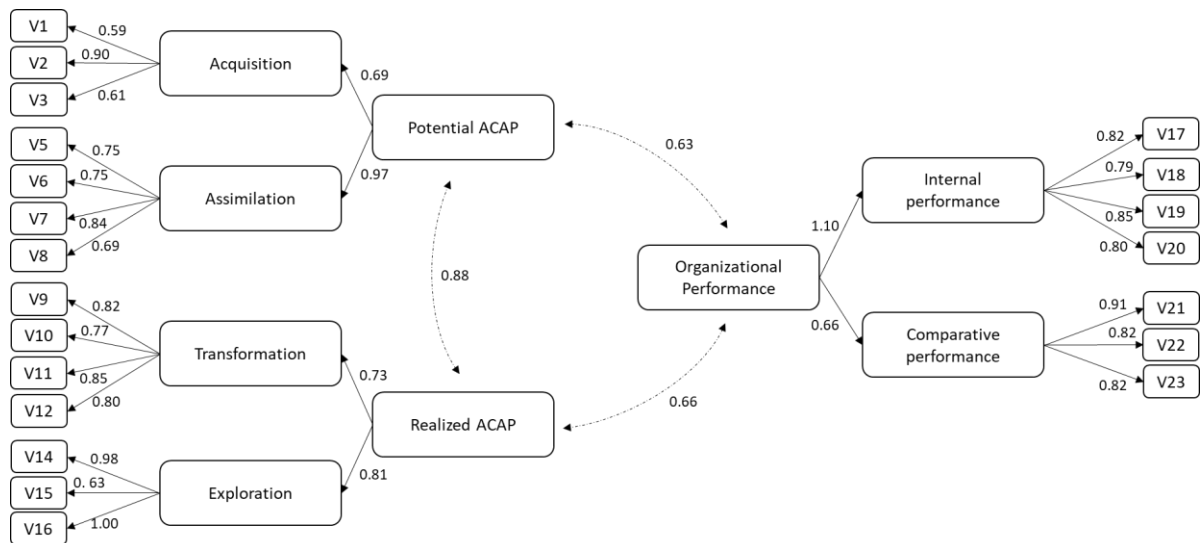 V1
0.59
V2
0.90
V3
0.61
Acquisition
0.69
Potential ACAP
V5
0.75
V6
0.75
V7
0.84
V8
0.69
Assimilation
0.97
0.63
0.88
V9
0.82
V10
0.77
V11
0.85
V12
0.80
Transformation
0.73
Realized ACAP
V14
0.98
V15
0. 63
V16
1.00
Exploration
0.81
0.66
Organizational
Performance
1.10
Internal
performance
0.82
V17
0.79
V18
0.85
V19
0.80
V20
0.66
Comparative
performance
0.91
V21
0.82
V22
0.82
V23